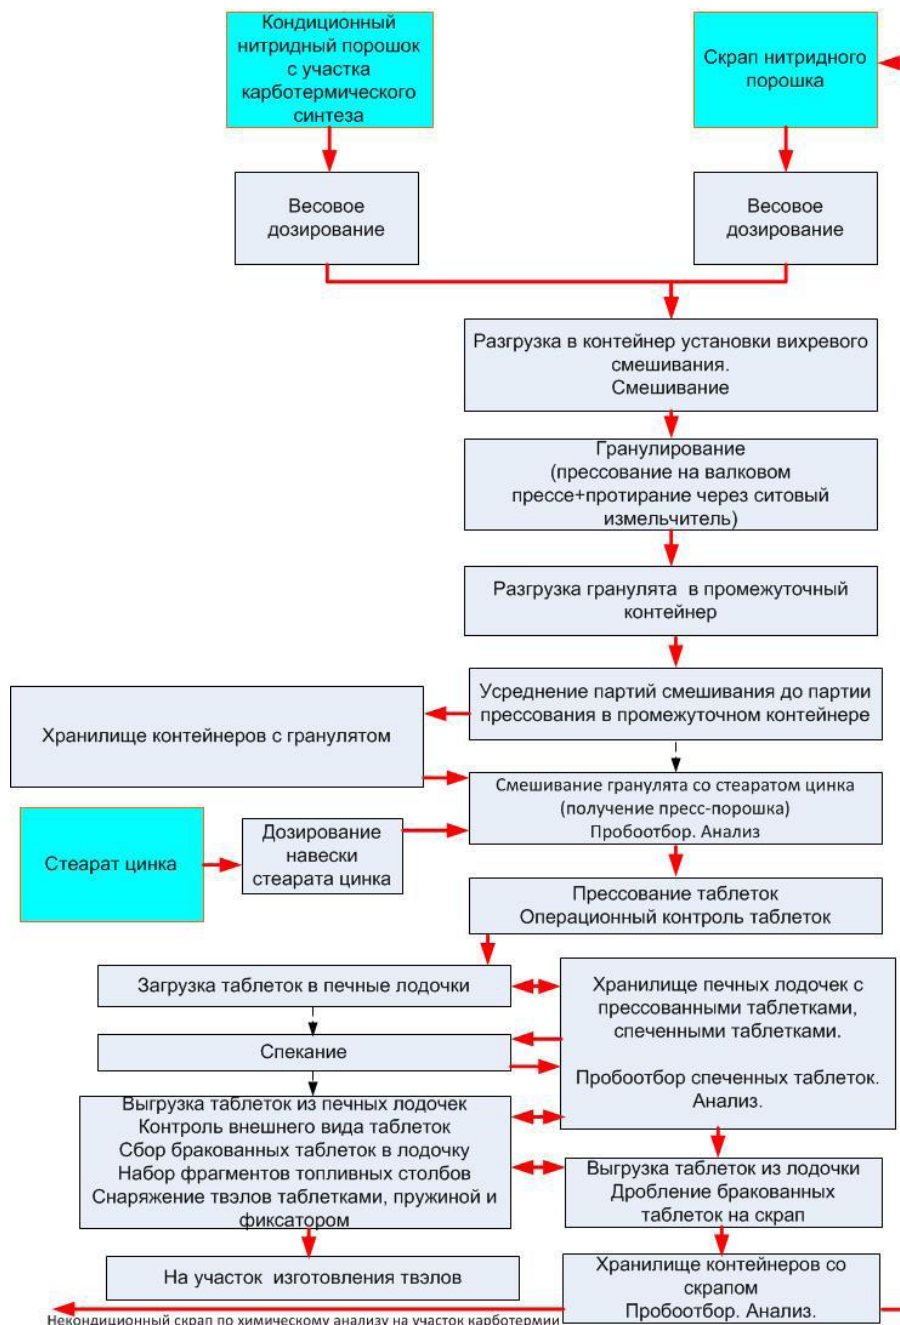 Кондиционный
нитридный порошок
с участка
карботермического
синтеза
Скрап нитридного
порошка
Весовое
дозирование
Весовое
дозирование
Разгрузка в контейнер установки вихревого
смешивания.
Смешивание
Гранулирование
(прессование на валковом
прессе+протирание через ситовый
измельчитель)
Разгрузка гранулята в промежуточный
контейнер
Усреднение партий смешивания до партии
прессования в промежуточном контейнере
Хранилище контейнеров с гранулятом
Смешивание гранулята со стеаратом цинка
(получение пресс-порошка)
Пробоотбор. Анализ
Стеарат цинка
Дозирование
навески
стеарата цинка
Прессование таблеток
Операционный контроль таблеток
Загрузка таблеток в печные лодочки
Хранилище печных лодочек с
прессованными таблетками,
спеченными таблетками.
Пробоотбор спеченных таблеток.
Анализ.
Спекание
Выгрузка таблеток из печных лодочек
Контроль внешнего вида таблеток
Сбор бракованных таблеток в лодочку
Набор фрагментов топливных столбов
Снаряжение твэлов таблетками, пружиной и
фиксатором
Выгрузка таблеток из лодочки
Дробление бракованных
таблеток на скрап
На участок изготовления твэлов
Хранилище контейнеров со
скрапом
Пробоотбор. Анализ.
Некондиционный скрап по химическому анализу на участок карботермии